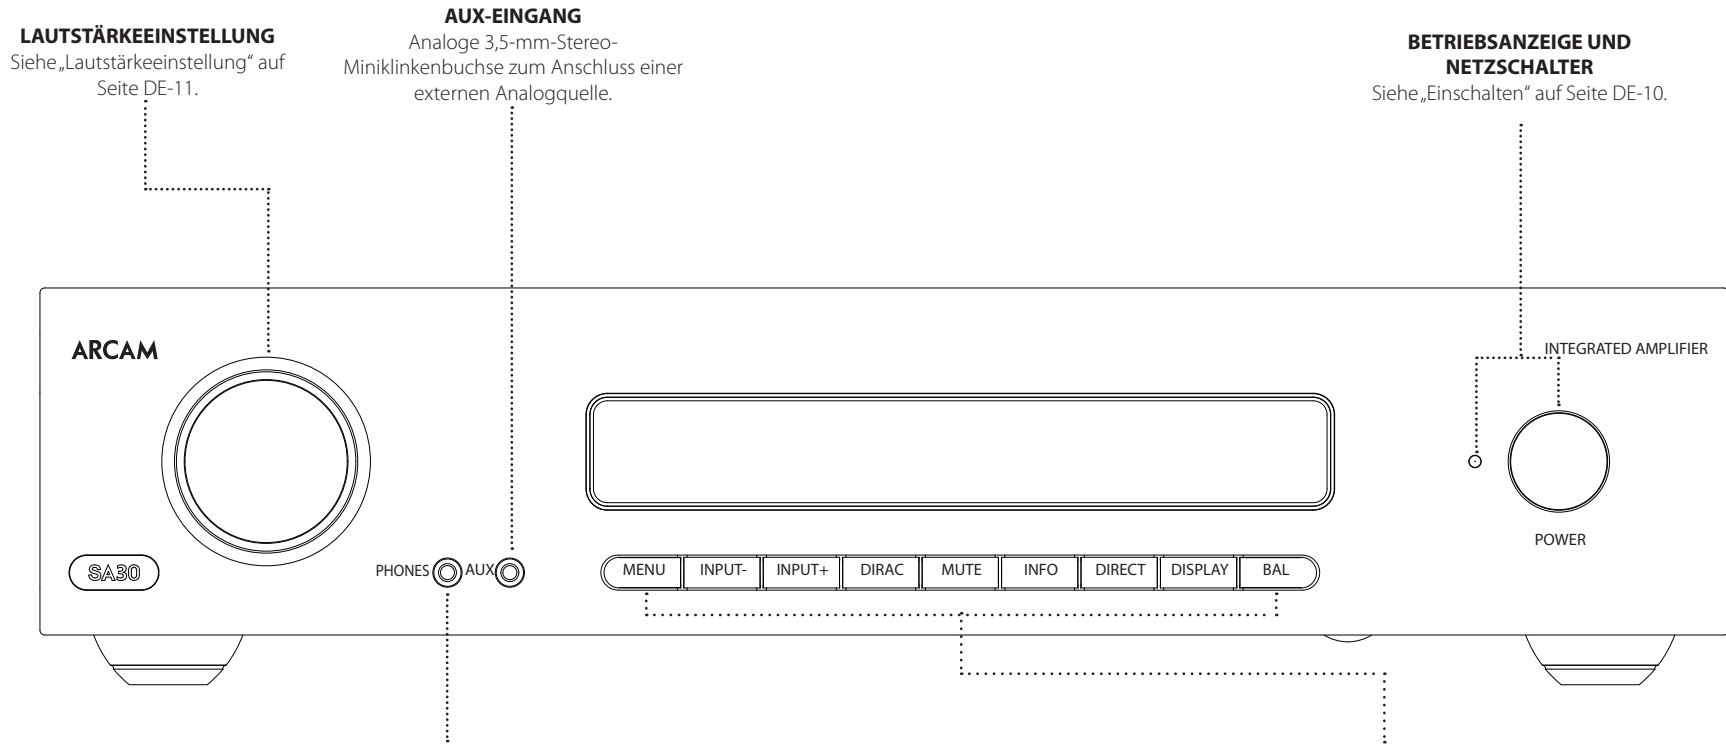 LAUTSTÄRKEEINSTELLUNG
Siehe „Lautstärkeeinstellung“ auf
Seite DE-11.
AUX-EINGANG
Analoge 3,5-mm-Stereo-
Miniklinkenbuchse zum Anschluss einer
externen Analogquelle.
BETRIEBSANZEIGE UND
NETZSCHALTER
Siehe „Einschalten“ auf Seite DE-10.
ARCAM
INTEGRATED AMPLIFIER
POWER
SA30
PHONES
AUX
MENU
INPUT-
INPUT+
DIRAC
MUTE
INFO
DIRECT
DISPLAY
BAL